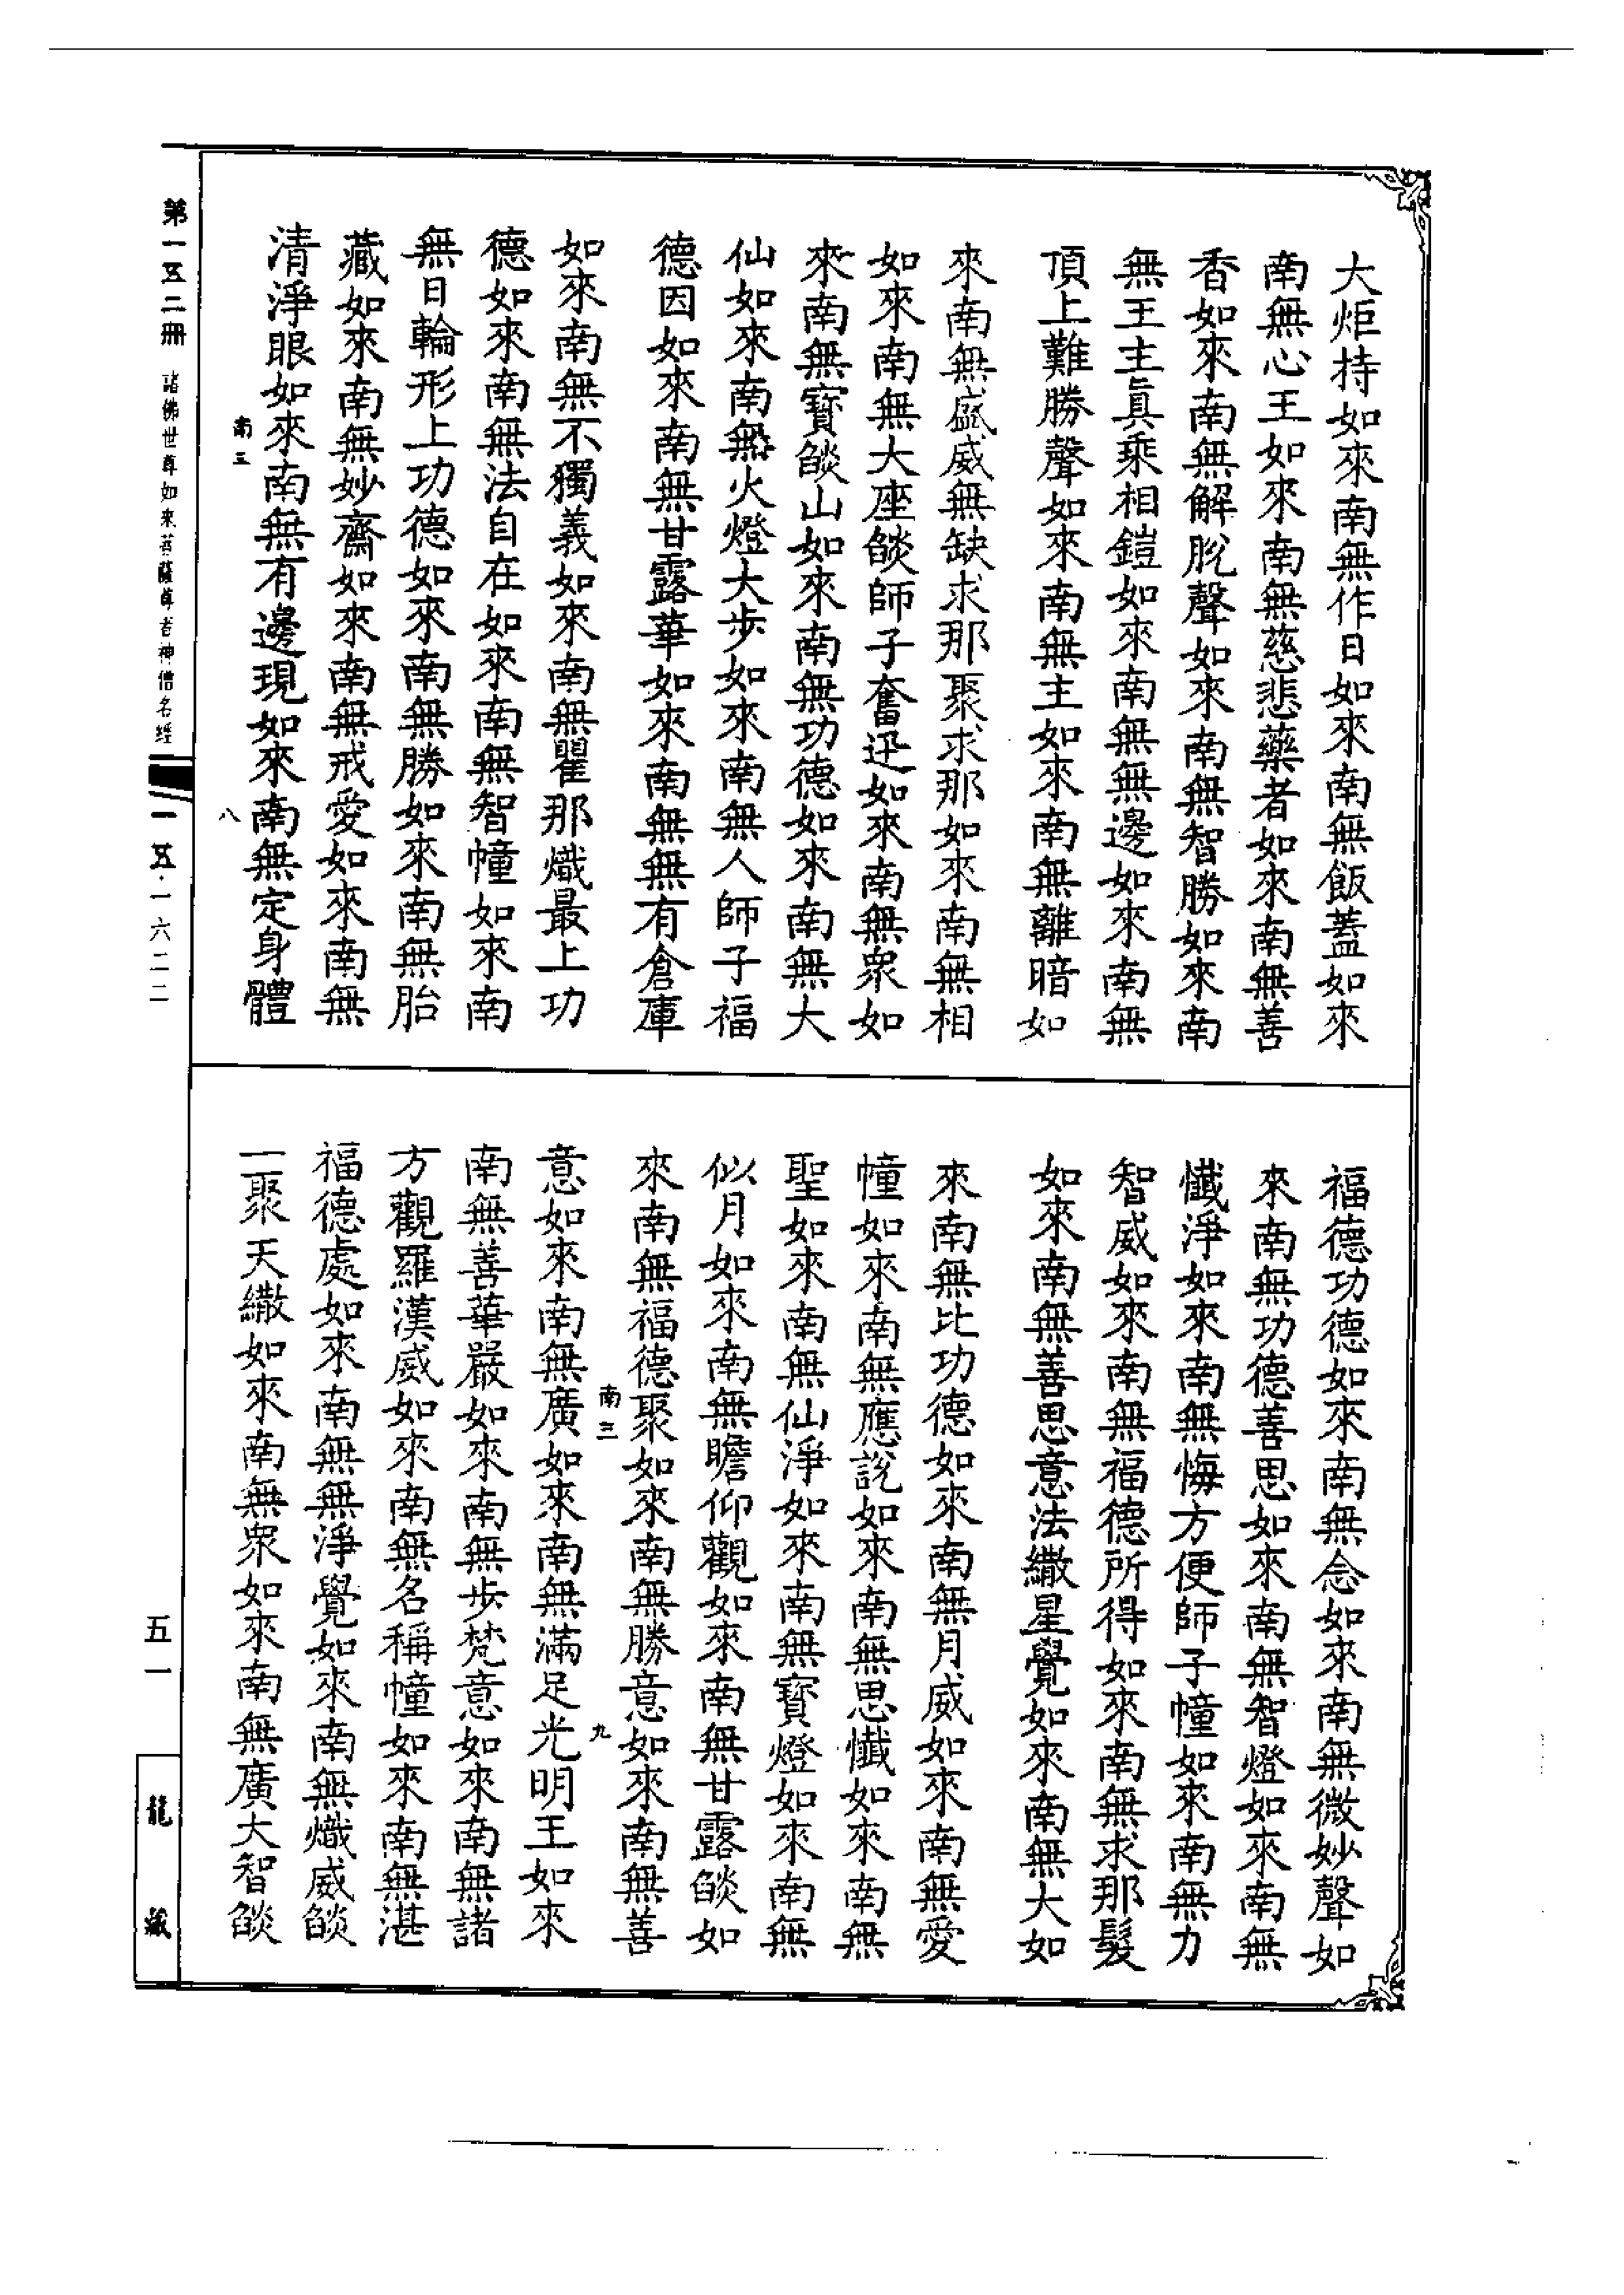 大炬持如來南無作日如來南無飯蓋如來
南無心王如來南無慈悲藥者如來南無善
香如來南無解脫聲如來南無智勝如來南
無王主眞乘相鎧如來南無無邊如來南無
頂上難勝聲如來南無主如來南無離暗如
來南無盛威無缺求那聚求那如來南無相
如來南無大座燄師子奮迅如來南無衆如
來南無寶燄山如來南無功德如來南無大
仙如來南無火燈大步如來南無人師子福
德因如來南無甘露華如來南無無有倉庫
如來南無不獨義如來南無瞿那熾最上功
德如來南無法自在如來南無智幢如來南
無日輪形上功德如來南無勝如來南無胎
藏如來南無妙齋如來南無戒愛如來南無
清淨眼如來南無有邊現如來南無定身體
南三
八
福德功德如來南無念如來南無微妙聲如
來南無功德善思如來南無智燈如來南無
懺淨如來南無悔方便師子幢如來南無力
智威如來南無福德所得如來南無求那髮
如來南無善思意法繖星覺如來南無大如
來南無比功德如來南無月威如來南無愛
幢如來南無應說如來南無思懺如來南無
聖如來南無仙淨如來南無寶燈如來南無
似月如來南無瞻仰觀如來南無甘露燄如
來南無福德聚如來南無勝意如來南無善
南三
九
意如來南無廣如來南無滿足光明王如來
南無善華嚴如來南無步梵意如來南無諸
方觀羅漢威如來南無名稱幢如來南無湛
福德處如來南無無淨覺如來南無熾威燄
一聚天繖如來南無衆如來南無廣大智燄
第一五二冊
諸佛世尊如來菩薩尊者神僧名經
一五·一六二二
五一
龍藏